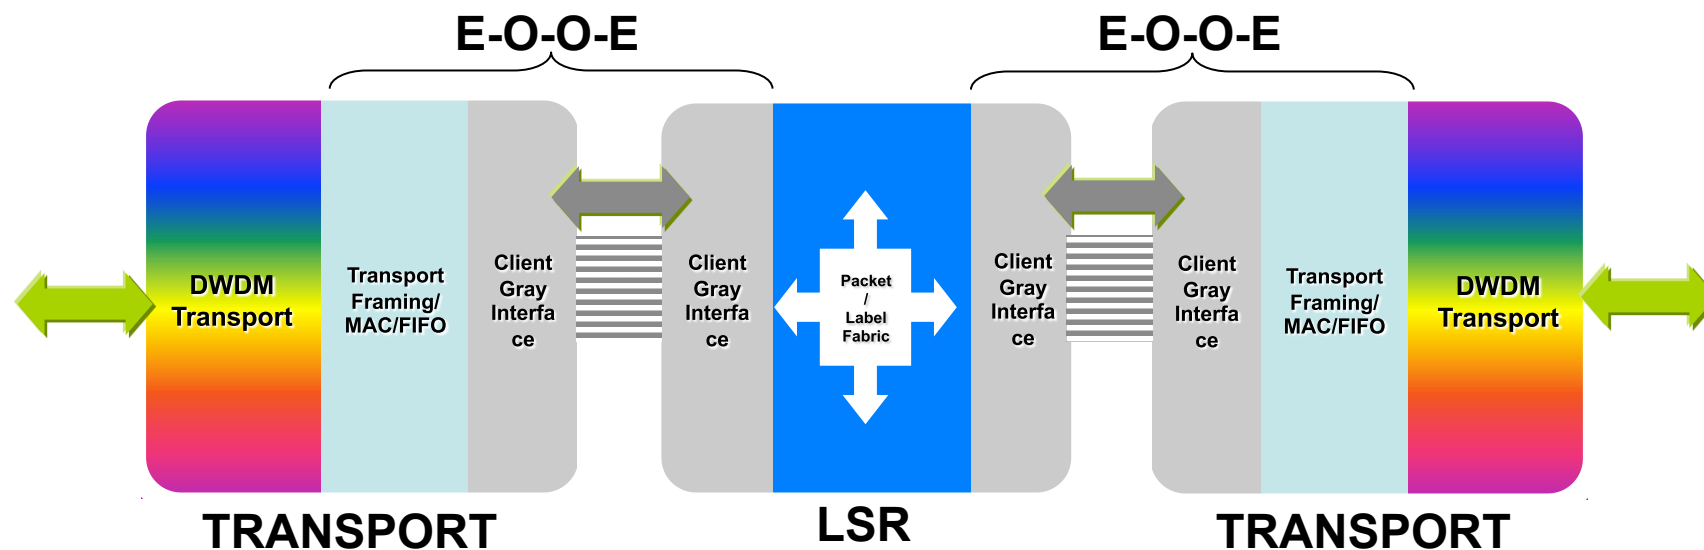 E-O-O-E
E-O-O-E
DWDM
Transport
Transport
Framing/
MAC/FIFO
Client
Gray
Interfa
ce
Client
Gray
Interfa
ce
Packet
/
Label
Fabric
Client
Gray
Interfa
ce
Client
Gray
Interfa
ce
Transport
Framing/
MAC/FIFO
DWDM
Transport
TRANSPORT
LSR
TRANSPORT